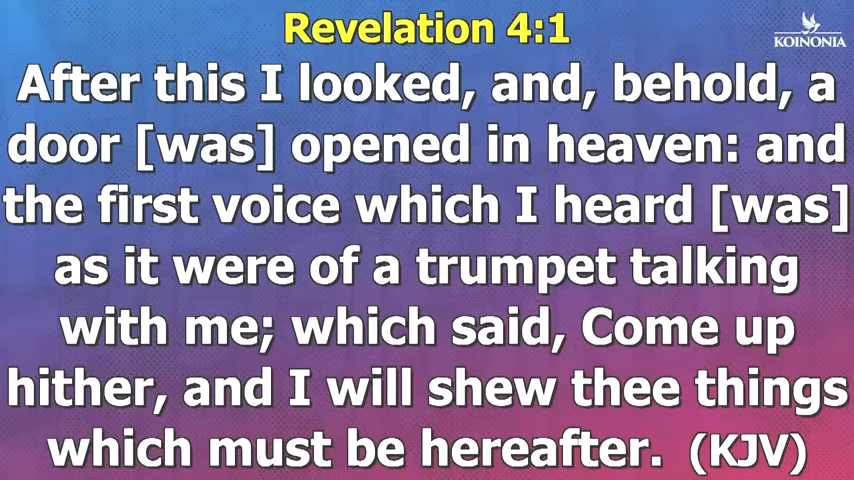 Revelation 4:1
KOINONIA
After this I looked, and, behold, a
door [was] opened in heaven: and
the first voice which I heard [was]
as it were of a trumpet talking
with me; which said, Come up
hither, and I will shew thee things
which must be hereafter. (KJV)